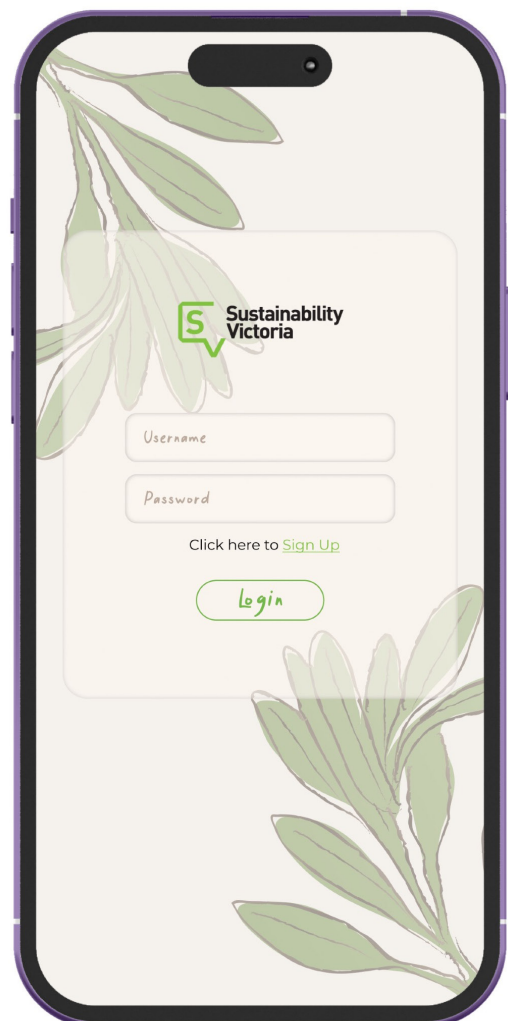 S
Sustainability
Victoria
Username
Password
Click here to Sign Up
Login